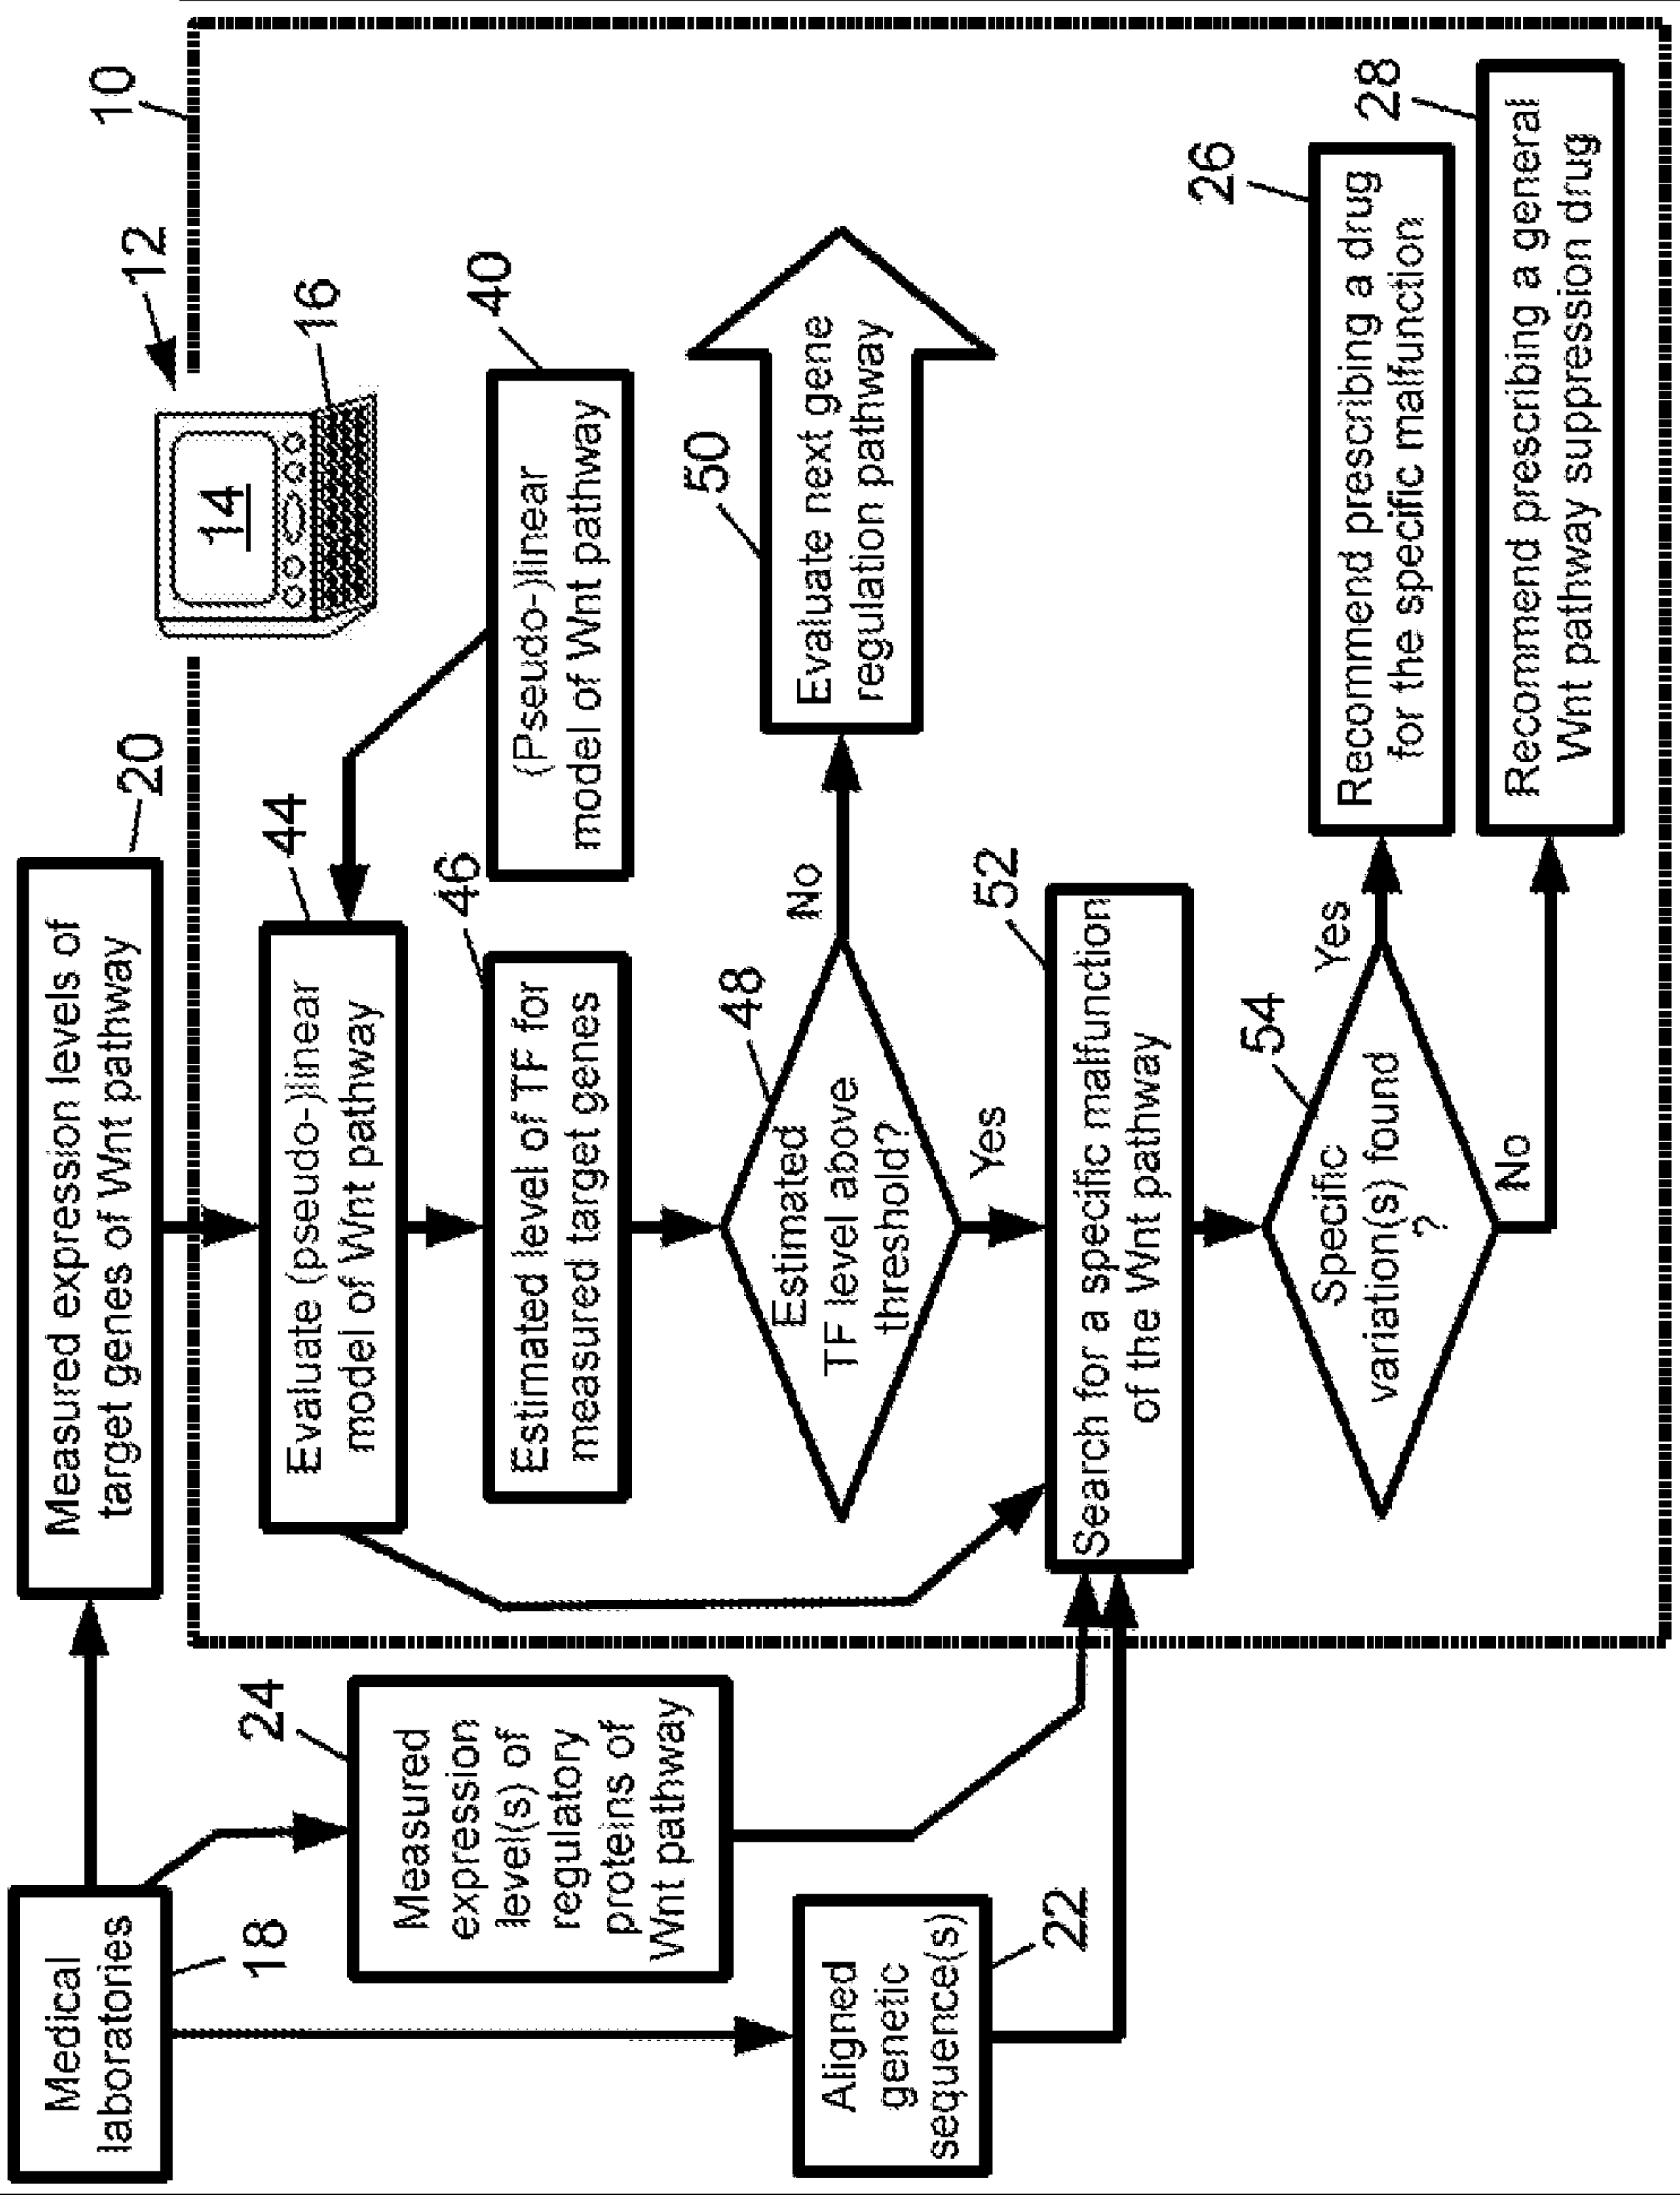 Medical
laboratories
18
Measured expression levels of
target genes of Wnt pathway
20
10
12
14
16
24
Measured
expression
level(s) of
regulatory
proteins of
Wnt pathway
Aligned
genetic
sequence(s)
22
44
Evaluate (pseudo-)linear
model of Wnt pathway
40
(Pseudo-)linear
model of Wnt pathway
46
Estimated level of TF for
measured target genes
48
Estimated
TF level above
threshold?
No
50
Evaluate next gene
regulation pathway
Yes
52
Search for a specific malfunction
of the Wnt pathway
54
Specific
variation(s) found
?
Yes
26
Recommend prescribing a drug
for the specific malfunction
No
28
Recommend prescribing a general
Wnt pathway suppression drug